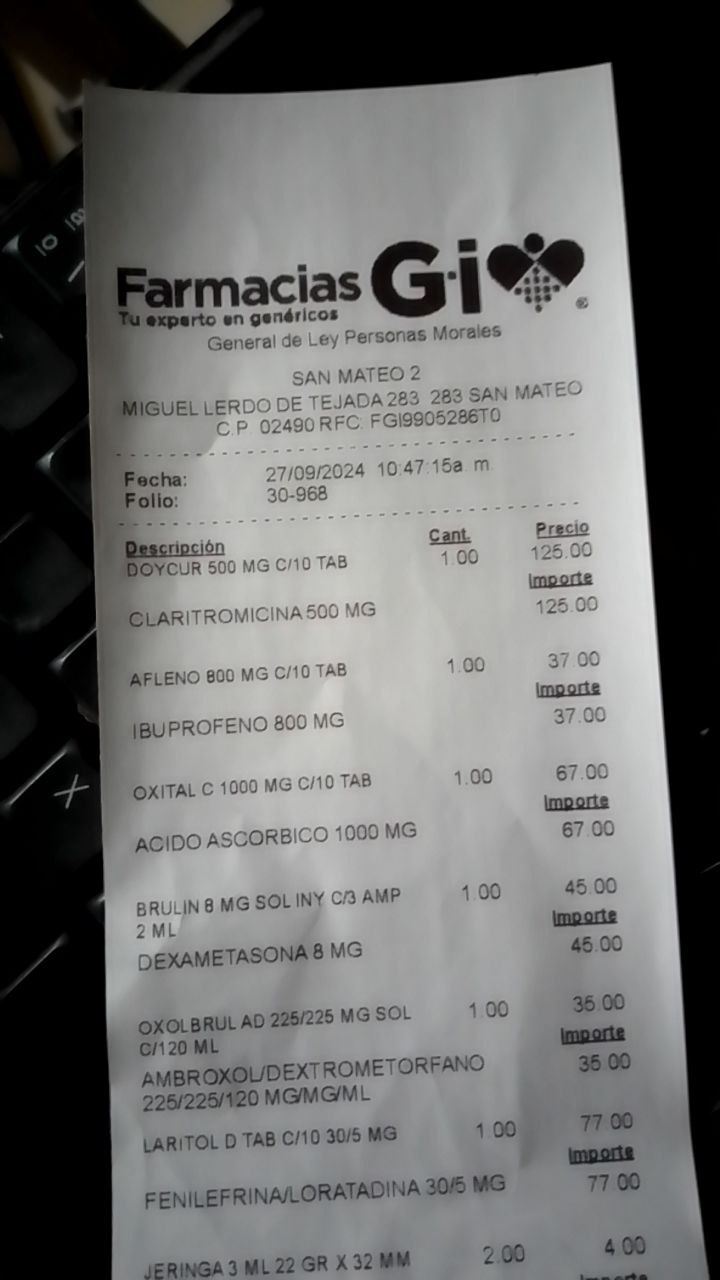 Farmacias G·i ®
Tu experto en genéricos
General de Ley Personas Morales
SAN MATEO 2
MIGUEL LERDO DE TEJADA 283 283 SAN MATEO
C.P. 02490 RFC: FGI9905286T0
Fecha: 27/09/2024 10:47:15a. m.
Folio: 30-968
Descripción Cant. Precio
DOYCUR 500 MG C/10 TAB 1.00 125.00
Importe
CLARITROMICINA 500 MG 125.00
AFLENO 800 MG C/10 TAB 1.00 37.00
Importe
IBUPROFENO 800 MG 37.00
OXITAL C 1000 MG C/10 TAB 1.00 67.00
Importe
ACIDO ASCORBICO 1000 MG 67.00
BRULIN 8 MG SOL INY C/3 AMP 1.00 45.00
2 ML Importe
DEXAMETASONA 8 MG 45.00
OXOLBRUL AD 225/225 MG SOL 1.00 35.00
C/120 ML Importe
AMBROXOL/DEXTROMETORFANO 35.00
225/225/120 MG/MG/ML
LARITOL D TAB C/10 30/5 MG 1.00 77.00
Importe
FENILEFRINA/LORATADINA 30/5 MG 77.00
JERINGA 3 ML 22 GR X 32 MM 2.00 4.00
Importe